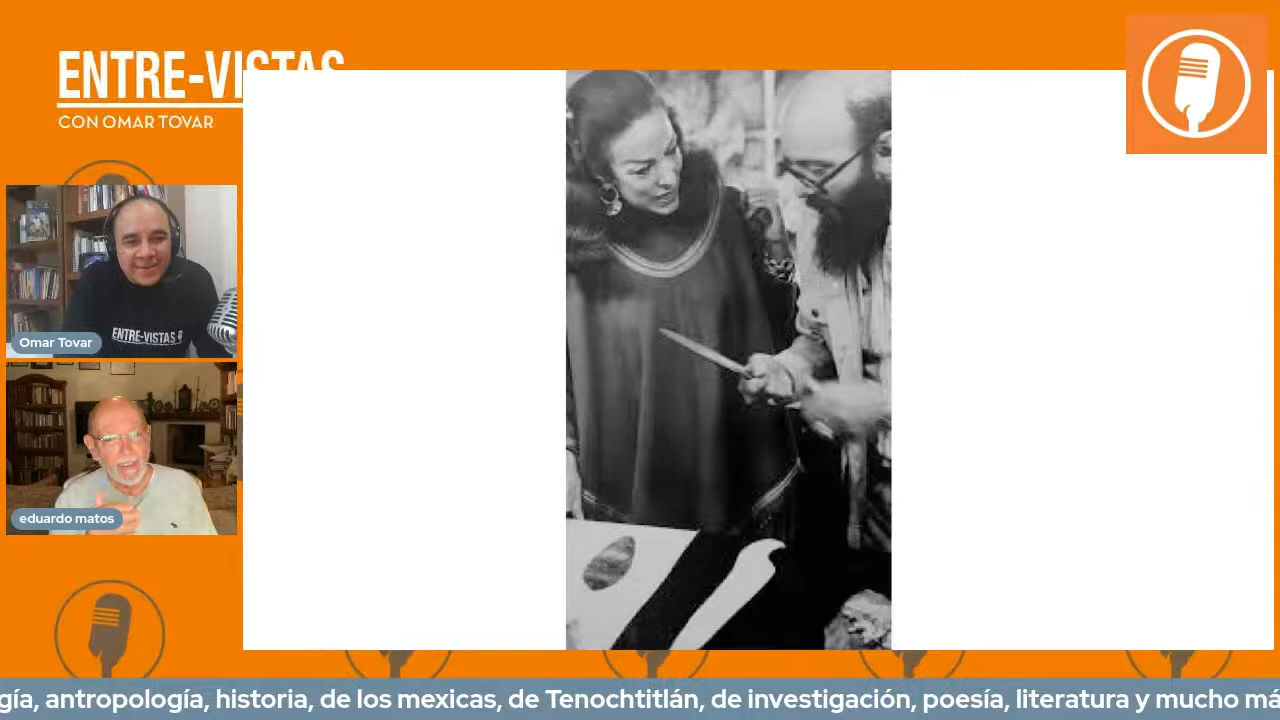 ENTRE-VISTAS
CON OMAR TOVAR
ENTRE-VISTAS
Omar Tovar
eduardo matos
gía, antropología, historia, de los mexicas, de Tenochtitlán, de investigación, poesía, literatura y mucho má